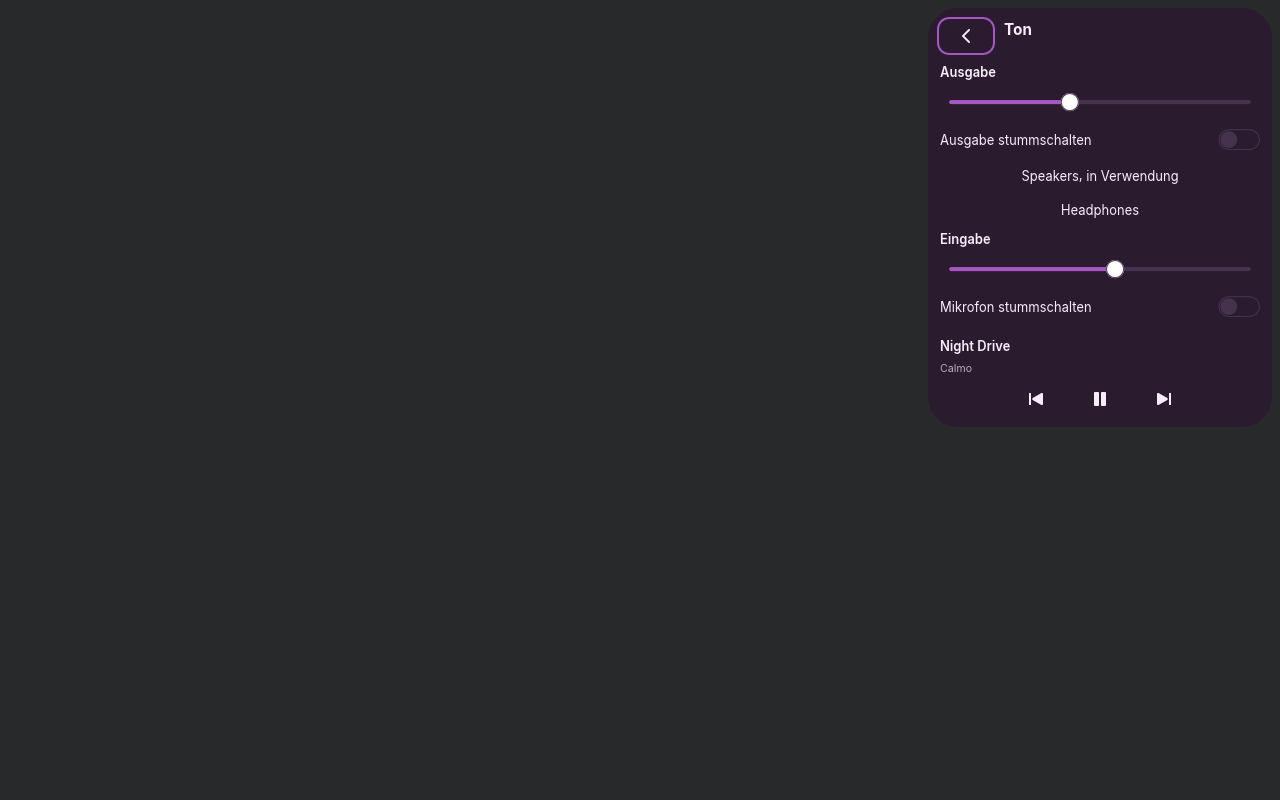 Ton
Ausgabe
Ausgabe stummschalten
Speakers, in Verwendung
Headphones
Eingabe
Mikrofon stummschalten
Night Drive
Calmo